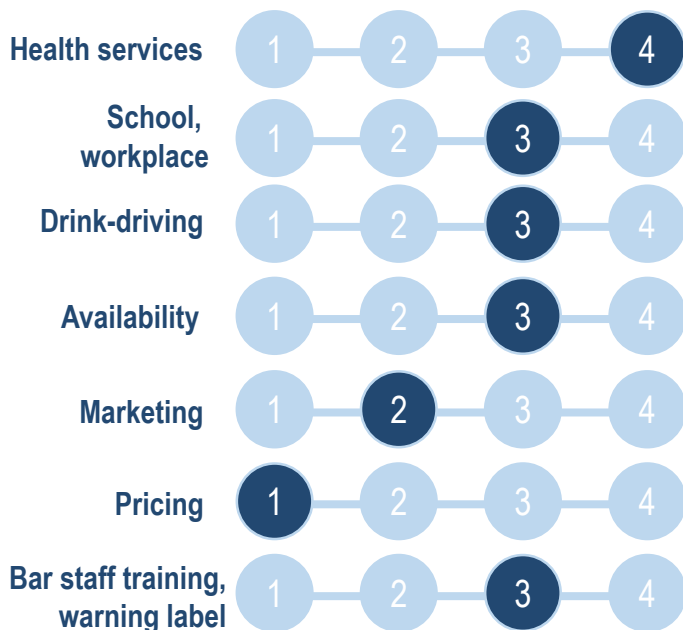 Health services 1 2 3 4
School,
workplace 1 2 3 4
Drink-driving 1 2 3 4
Availability 1 2 3 4
Marketing 1 2 3 4
Pricing 1 2 3 4
Bar staff training,
warning label 1 2 3 4